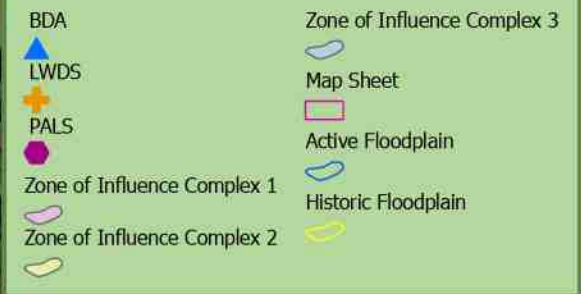 BDA
LWDS
PALS
Zone of Influence Complex 1
Zone of Influence Complex 2
Zone of Influence Complex 3
Map Sheet
Active Floodplain
Historic Floodplain